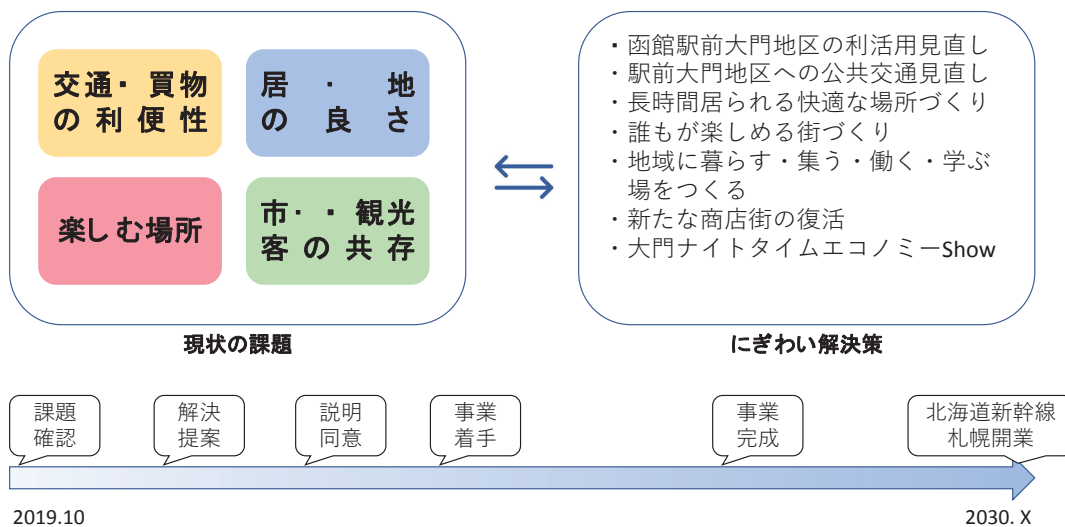 交通・買物
の利便性
居・地
の良さ
楽しむ場所
市・・観光
客の共存
現状の課題
・函館駅前大門地区の利活用見直し
・駅前大門地区への公共交通見直し
・長時間居られる快適な場所づくり
・誰もが楽しめる街づくり
・地域に暮らす・集う・働く・学ぶ
場をつくる
・新たな商店街の復活
・大門ナイトタイムエコノミーShow
にぎわい解決策
課題
確認
解決
提案
説明
同意
事業
着手
事業
完成
北海道新幹線
札幌開業
2019.10
2030. X